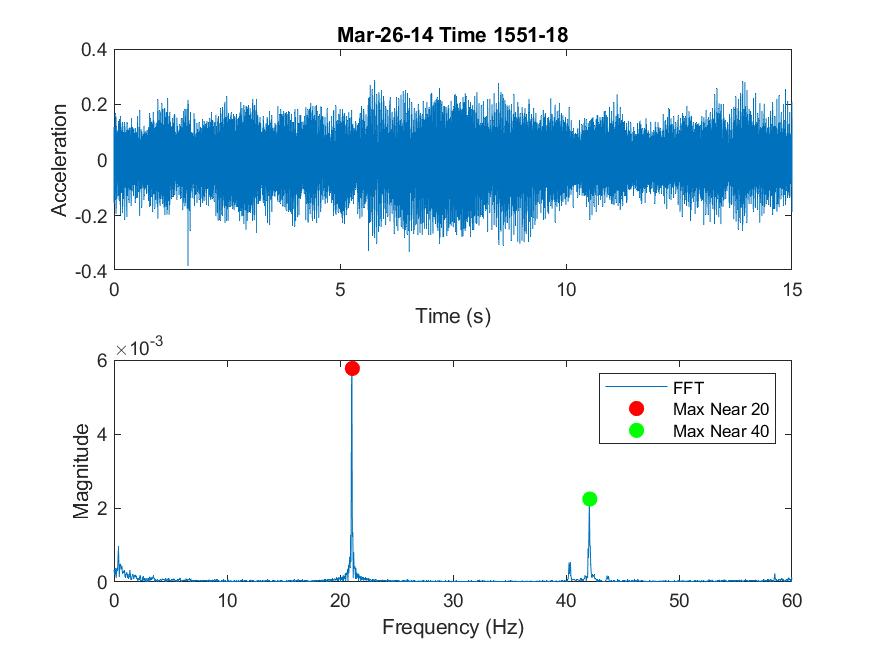 Mar-26-14 Time 1551-18
0.4
0.2
0
-0.2
-0.4
Acceleration
0 5 10 15
Time (s)
×10-3
6
4
2
0
Magnitude
FFT
Max Near 20
Max Near 40
0 10 20 30 40 50 60
Frequency (Hz)